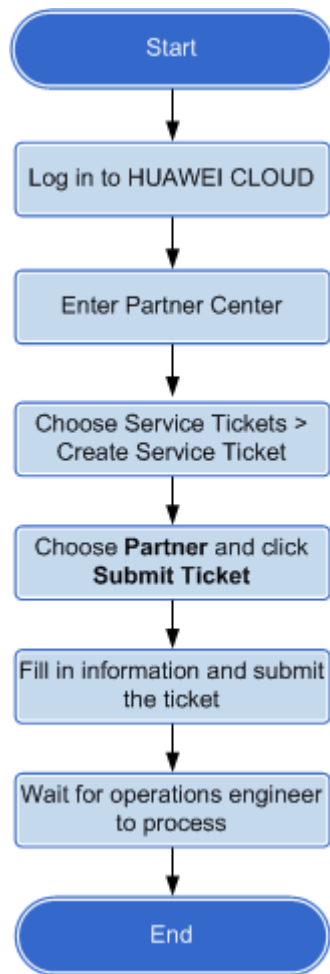 Start
Log in to HUAWEI CLOUD
Enter Partner Center
Choose Service Tickets >
Create Service Ticket
Choose Partner and click
Submit Ticket
Fill in information and submit
the ticket
Wait for operations engineer
to process
End